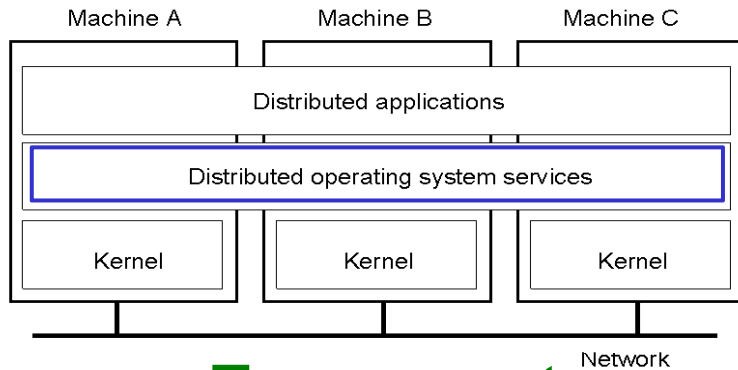 Machine A Machine B Machine C
Distributed applications
Distributed operating system services
Kernel Kernel Kernel
Network